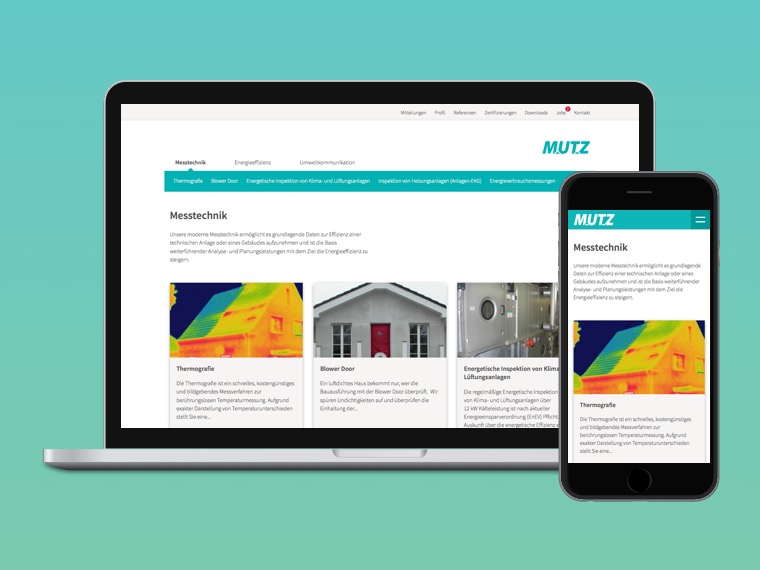 Mitteilungen Profil Referenzen Zertifizierungen Downloads Jobs Kontakt
M.UT.Z
Messtechnik Energieeffizienz Umweltkommunikation
Thermografie Blower Door Energetische Inspektion von Klima- und Lüftungsanlagen Inspektion von Heizungsanlagen (Anlagen-EKG) Energieverbrauchsmessungen
Messtechnik
Unsere moderne Messtechnik ermöglicht es grundlegende Daten zur Effizienz einer
technischen Anlage oder eines Gebäudes aufzunehmen und ist die Basis
weiterführender Analyse- und Planungsleistungen mit dem Ziel die Energieeffizienz zu
steigern.
Thermografie
Die Thermografie ist ein schnelles, kostengünstiges
und bildgebendes Messverfahren zur
berührungslosen Temperaturmessung. Aufgrund
exakter Darstellung von Temperaturunterschieden
stellt Sie eine...
Blower Door
Ein luftdichtes Haus bekommt nur, wer die
Bauausführung mit der Blower Door überprüft. Wir
spüren Undichtigkeiten auf und überprüfen die
Einhaltung der...
Energetische Inspektion von Klima
Lüftungsanlagen
Die regelmäßige Energetische Inspektion
von Klima- und Lüftungsanlagen über
12 kW Kälteleistung ist nach aktueller
Energieeinsparverordnung (EnEV) Pflicht
Auskunft über die energetische Effizienz e
M.UT.Z
Messtechnik
Unsere moderne Messtechnik ermöglicht es grundlegende
Daten zur Effizienz einer technischen Anlage oder eines
Gebäudes aufzunehmen und ist die Basis weiterführender
Analyse- und Planungsleistungen mit dem Ziel die
Energieeffizienz zu steigern.
Thermografie
Die Thermografie ist ein schnelles, kostengünstiges
und bildgebendes Messverfahren zur
berührungslosen Temperaturmessung. Aufgrund
exakter Darstellung von Temperaturunterschieden
stellt Sie eine...